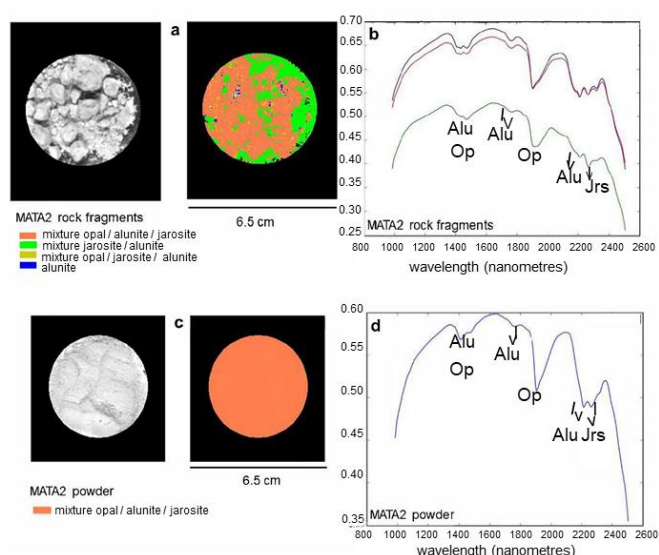 a
6.5 cm
MATA2 rock fragments
mixture opal / alunite / jarosite
mixture jarosite / alunite
mixture opal / jarosite / alunite
alunite
b
0.70
0.65
0.60
0.55
0.50
0.45
0.40
0.35
0.30
0.25
Alu
Op
Alu
Op
Alu
Jrs
MATA2 rock fragments
800 1000 1200 1400 1600 1800 2000 2200 2400 2600
wavelength (nanometres)
c
6.5 cm
MATA2 powder
mixture opal / alunite / jarosite
d
0.60
0.55
0.50
0.45
0.40
0.35
Alu
Op
Alu
Op
Alu Jrs
MATA2 powder
800 1000 1200 1400 1600 1800 2000 2200 2400 2600
wavelength (nanometres)